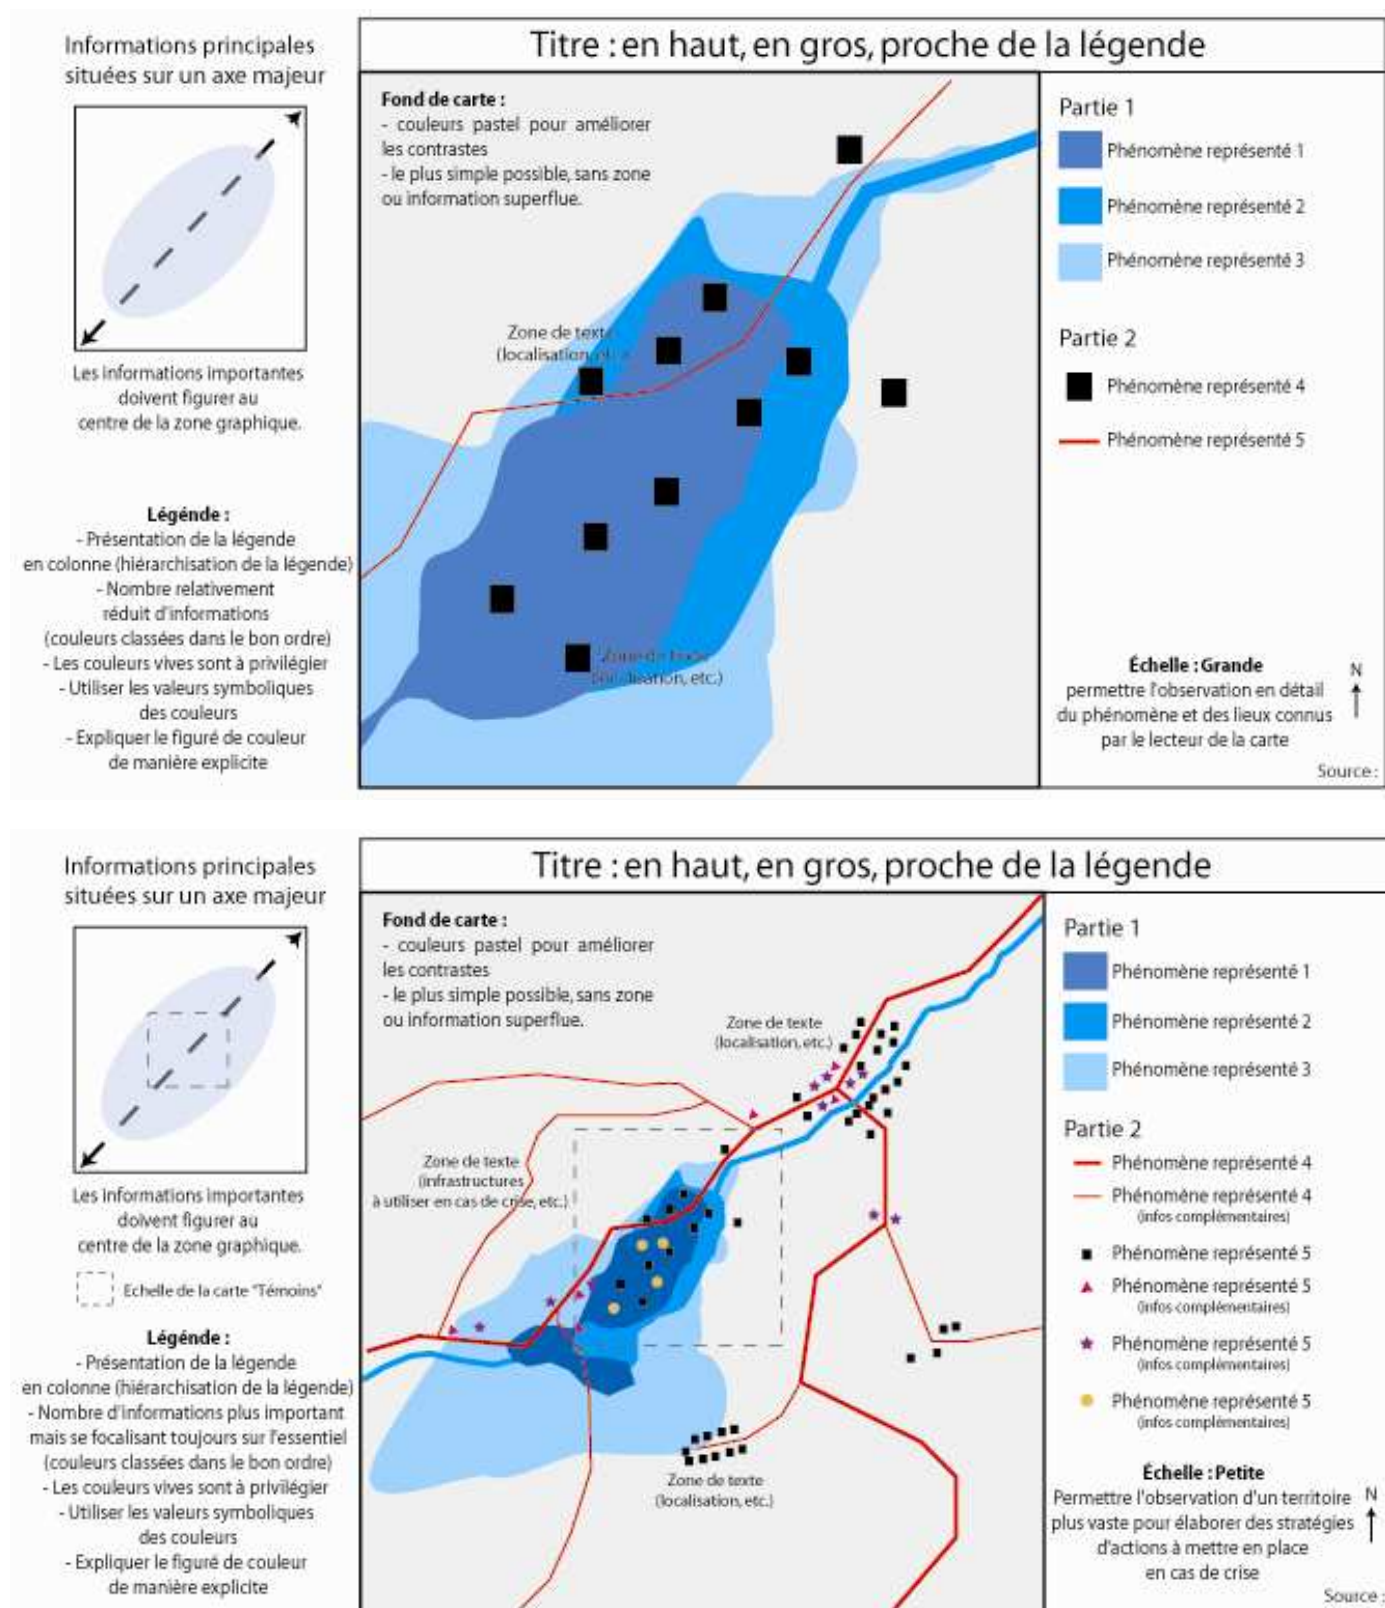 Informations principales
situées sur un axe majeur
Les informations importantes
doivent figurer au
centre de la zone graphique.
Légénde :
- Présentation de la légende
en colonne (hiérarchisation de la légende)
- Nombre relativement
réduit d'informations
(couleurs classées dans le bon ordre)
- Les couleurs vives sont à privilégier
- Utiliser les valeurs symboliques
des couleurs
- Expliquer le figuré de couleur
de manière explicite
Titre : en haut, en gros, proche de la légende
Fond de carte :
- couleurs pastel pour améliorer
les contrastes
- le plus simple possible, sans zone
ou information superflue.
Zone de texte
(localisation, etc.
Zone de texte
localisation, etc.)
Partie 1
Phénomène représenté 1
Phénomène représenté 2
Phénomène représenté 3
Partie 2
Phénomène représenté 4
Phénomène représenté 5
Échelle : Grande
permettre l'observation en détail
du phénomène et des lieux connus
par le lecteur de la carte
N
Source :
Informations principales
situées sur un axe majeur
Les informations importantes
doivent figurer au
centre de la zone graphique.
Echelle de la carte "Témoins"
Légénde :
- Présentation de la légende
en colonne (hiérarchisation de la légende)
- Nombre d'informations plus important
mais se focalisant toujours sur l'essentiel
(couleurs classées dans le bon ordre)
- Les couleurs vives sont à privilégier
- Utiliser les valeurs symboliques
des couleurs
- Expliquer le figuré de couleur
de manière explicite
Titre : en haut, en gros, proche de la légende
Fond de carte :
- couleurs pastel pour améliorer
les contrastes
- le plus simple possible, sans zone
ou information superflue.
Zone de texte
(localisation, etc.)
Zone de texte
(infrastructures
à utiliser en cas de crise, etc.)
Zone de texte
(localisation, etc.)
Partie 1
Phénomène représenté 1
Phénomène représenté 2
Phénomène représenté 3
Partie 2
Phénomène représenté 4
Phénomène représenté 4
(infos complémentaires)
Phénomène représenté 5
Phénomène représenté 5
(infos complémentaires)
Phénomène représenté 5
(infos complémentaires)
Phénomène représenté 5
(infos complémentaires)
Échelle : Petite
Permettre l'observation d'un territoire
plus vaste pour élaborer des stratégies
d'actions à mettre en place
en cas de crise
N
Source :